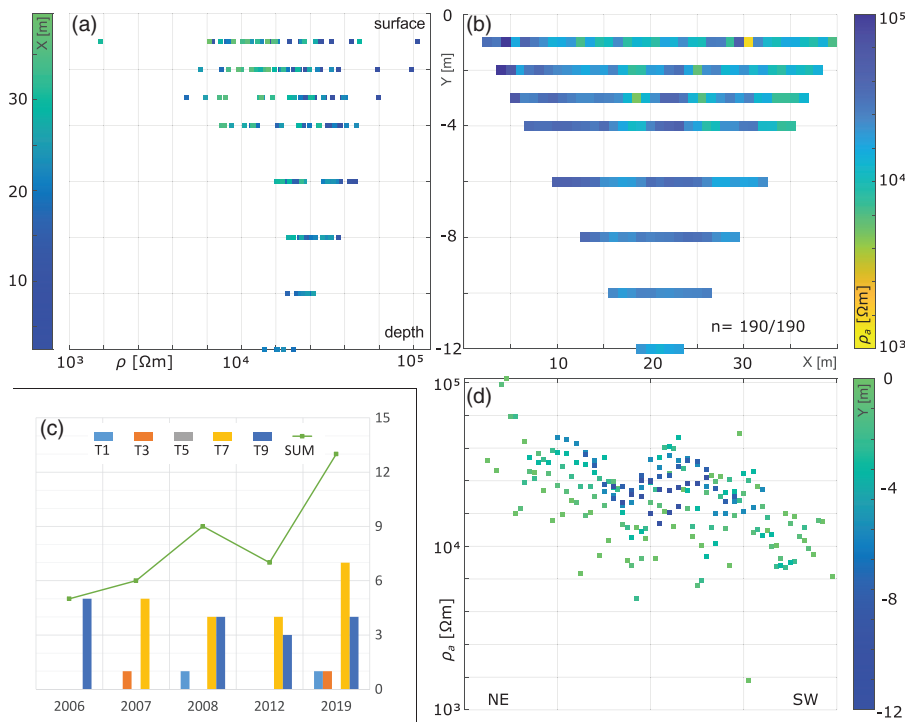 (a)
surface
X [m]
30
20
10
depth
10³
ρ [Ωm]
10⁴
10⁵
(b)
0
Y [m]
-4
-8
-12
n= 190/190
10
20
30
X [m]
10⁵
10⁴
ρa [Ωm]
10³
(c)
T1 T3 T5 T7 T9 SUM
15
12
9
6
3
0
2006 2007 2008 2012 2019
(d)
10⁵
10⁴
ρa [Ωm]
10³
NE
SW
0
Y [m]
-4
-8
-12